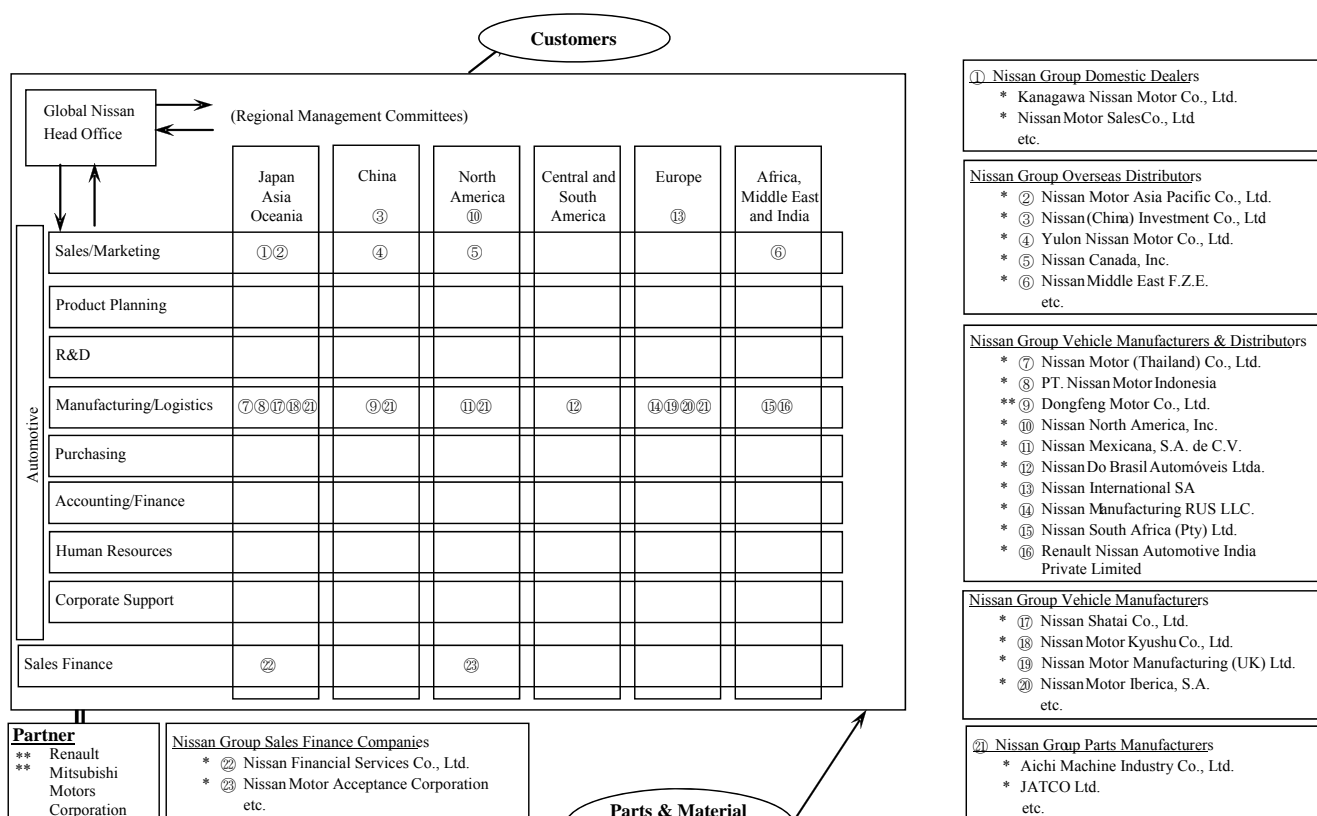 Customers
Global Nissan
Head Office
(Regional Management Committees)
Japan
Asia
Oceania
China
③
North
America
⑩
Central and
South
America
Europe
⑬
Africa,
Middle East
and India
Automotive
Sales/Marketing ①② ④ ⑤ ⑥
Product Planning
R&D
Manufacturing/Logistics ⑦⑧⑰⑱㉑ ⑨㉑ ⑪㉑ ⑫ ⑭⑲⑳㉑ ⑮⑯
Purchasing
Accounting/Finance
Human Resources
Corporate Support
Sales Finance ㉒ ㉓
Partner
** Renault
** Mitsubishi
Motors
Corporation
Nissan Group Sales Finance Companies
* ㉒ Nissan Financial Services Co., Ltd.
* ㉓ Nissan Motor Acceptance Corporation
etc.
Parts & Material
① Nissan Group Domestic Dealers
* Kanagawa Nissan Motor Co., Ltd.
* Nissan Motor Sales Co., Ltd
etc.
Nissan Group Overseas Distributors
* ② Nissan Motor Asia Pacific Co., Ltd.
* ③ Nissan (China) Investment Co., Ltd
* ④ Yulon Nissan Motor Co., Ltd.
* ⑤ Nissan Canada, Inc.
* ⑥ Nissan Middle East F.Z.E.
etc.
Nissan Group Vehicle Manufacturers & Distributors
* ⑦ Nissan Motor (Thailand) Co., Ltd.
* ⑧ PT. Nissan Motor Indonesia
** ⑨ Dongfeng Motor Co., Ltd.
* ⑩ Nissan North America, Inc.
* ⑪ Nissan Mexicana, S.A. de C.V.
* ⑫ Nissan Do Brasil Automóveis Ltda.
* ⑬ Nissan International SA
* ⑭ Nissan Manufacturing RUS LLC.
* ⑮ Nissan South Africa (Pty) Ltd.
* ⑯ Renault Nissan Automotive India
Private Limited
Nissan Group Vehicle Manufacturers
* ⑰ Nissan Shatai Co., Ltd.
* ⑱ Nissan Motor Kyushu Co., Ltd.
* ⑲ Nissan Motor Manufacturing (UK) Ltd.
* ⑳ Nissan Motor Iberica, S.A.
etc.
㉑ Nissan Group Parts Manufacturers
* Aichi Machine Industry Co., Ltd.
* JATCO Ltd.
etc.